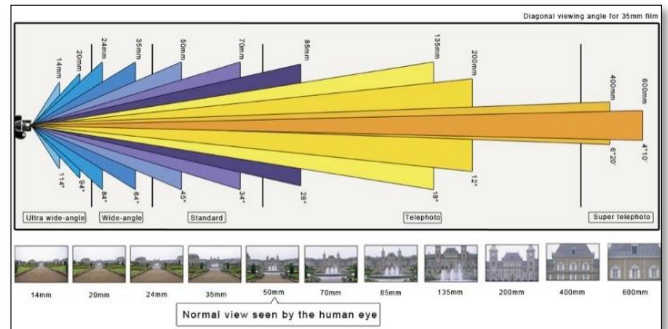 Diagonal viewing angle for 35mm film
14mm
20mm
24mm
35mm
50mm
70mm
85mm
135mm
200mm
400mm
600mm
114°
94°
84°
64°
45°
34°
28°
18°
12°
6°20'
4°10'
Ultra wide-angle
Wide-angle
Standard
Telephoto
Super telephoto
14mm
20mm
24mm
35mm
50mm
70mm
85mm
135mm
200mm
400mm
600mm
Normal view seen by the human eye